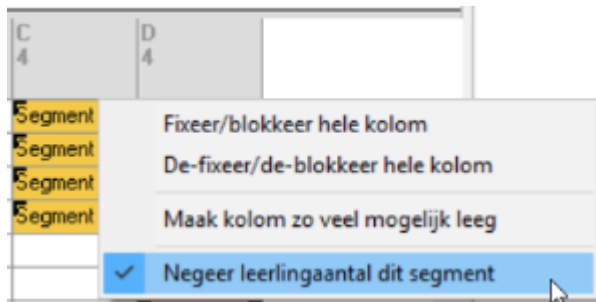 C D
4 4
Segment
Segment
Segment
Segment
Fixeer/blokkeer hele kolom
De-fixeer/de-blokkeer hele kolom
Maak kolom zo veel mogelijk leeg
Negeer leerlingaantal dit segment